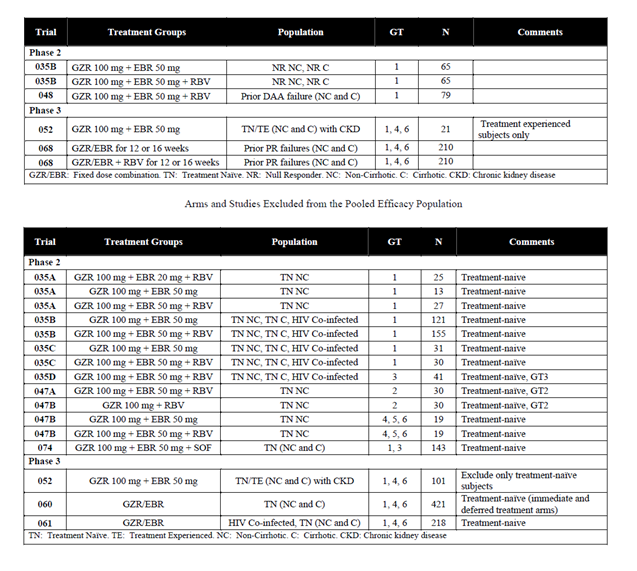 Trial Treatment Groups Population GT N Comments
Phase 2
035B GZR 100 mg + EBR 50 mg NR NC, NR C 1 65
035B GZR 100 mg + EBR 50 mg + RBV NR NC, NR C 1 65
048 GZR 100 mg + EBR 50 mg + RBV Prior DAA failure (NC and C) 1 79
Phase 3
052 GZR 100 mg + EBR 50 mg TN/TE (NC and C) with CKD 1, 4, 6 21 Treatment experienced
subjects only
068 GZR/EBR for 12 or 16 weeks Prior PR failures (NC and C) 1, 4, 6 210
068 GZR/EBR + RBV for 12 or 16 weeks Prior PR failures (NC and C) 1, 4, 6 210
GZR/EBR: Fixed dose combination. TN: Treatment Naïve. NR: Null Responder. NC: Non-Cirrhotic. C: Cirrhotic. CKD: Chronic kidney disease
Arms and Studies Excluded from the Pooled Efficacy Population
Trial Treatment Groups Population GT N Comments
Phase 2
035A GZR 100 mg + EBR 20 mg + RBV TN NC 1 25 Treatment-naive
035A GZR 100 mg + EBR 50 mg TN NC 1 13 Treatment-naive
035A GZR 100 mg + EBR 50 mg + RBV TN NC 1 27 Treatment-naive
035B GZR 100 mg + EBR 50 mg TN NC, TN C, HIV Co-infected 1 121 Treatment-naive
035B GZR 100 mg + EBR 50 mg + RBV TN NC, TN C, HIV Co-infected 1 155 Treatment-naive
035C GZR 100 mg + EBR 50 mg TN NC, TN C, HIV Co-infected 1 31 Treatment-naive
035C GZR 100 mg + EBR 50 mg + RBV TN NC, TN C, HIV Co-infected 1 30 Treatment-naive
035D GZR 100 mg + EBR 50 mg + RBV TN NC, TN C, HIV Co-infected 3 41 Treatment-naïve, GT3
047A GZR 100 mg + EBR 50 mg + RBV TN NC 2 30 Treatment-naïve, GT2
047B GZR 100 mg + RBV TN NC 2 30 Treatment-naïve, GT2
047B GZR 100 mg + EBR 50 mg TN NC 4, 5, 6 19 Treatment-naive
047B GZR 100 mg + EBR 50 mg + RBV TN NC 4, 5, 6 19 Treatment-naive
074 GZR 100 mg + EBR 50 mg + SOF TN (NC and C) 1, 3 143 Treatment-naive
Phase 3
052 GZR 100 mg + EBR 50 mg TN/TE (NC and C) with CKD 1, 4, 6 101 Exclude only treatment-naïve
subjects
060 GZR/EBR TN (NC and C) 1, 4, 6 421 Treatment-naïve (immediate and
deferred treatment arms)
061 GZR/EBR HIV Co-infected, TN (NC and C) 1, 4, 6 218 Treatment-naive
TN: Treatment Naïve. TE: Treatment Experienced. NC: Non-Cirrhotic. C: Cirrhotic. CKD: Chronic kidney disease